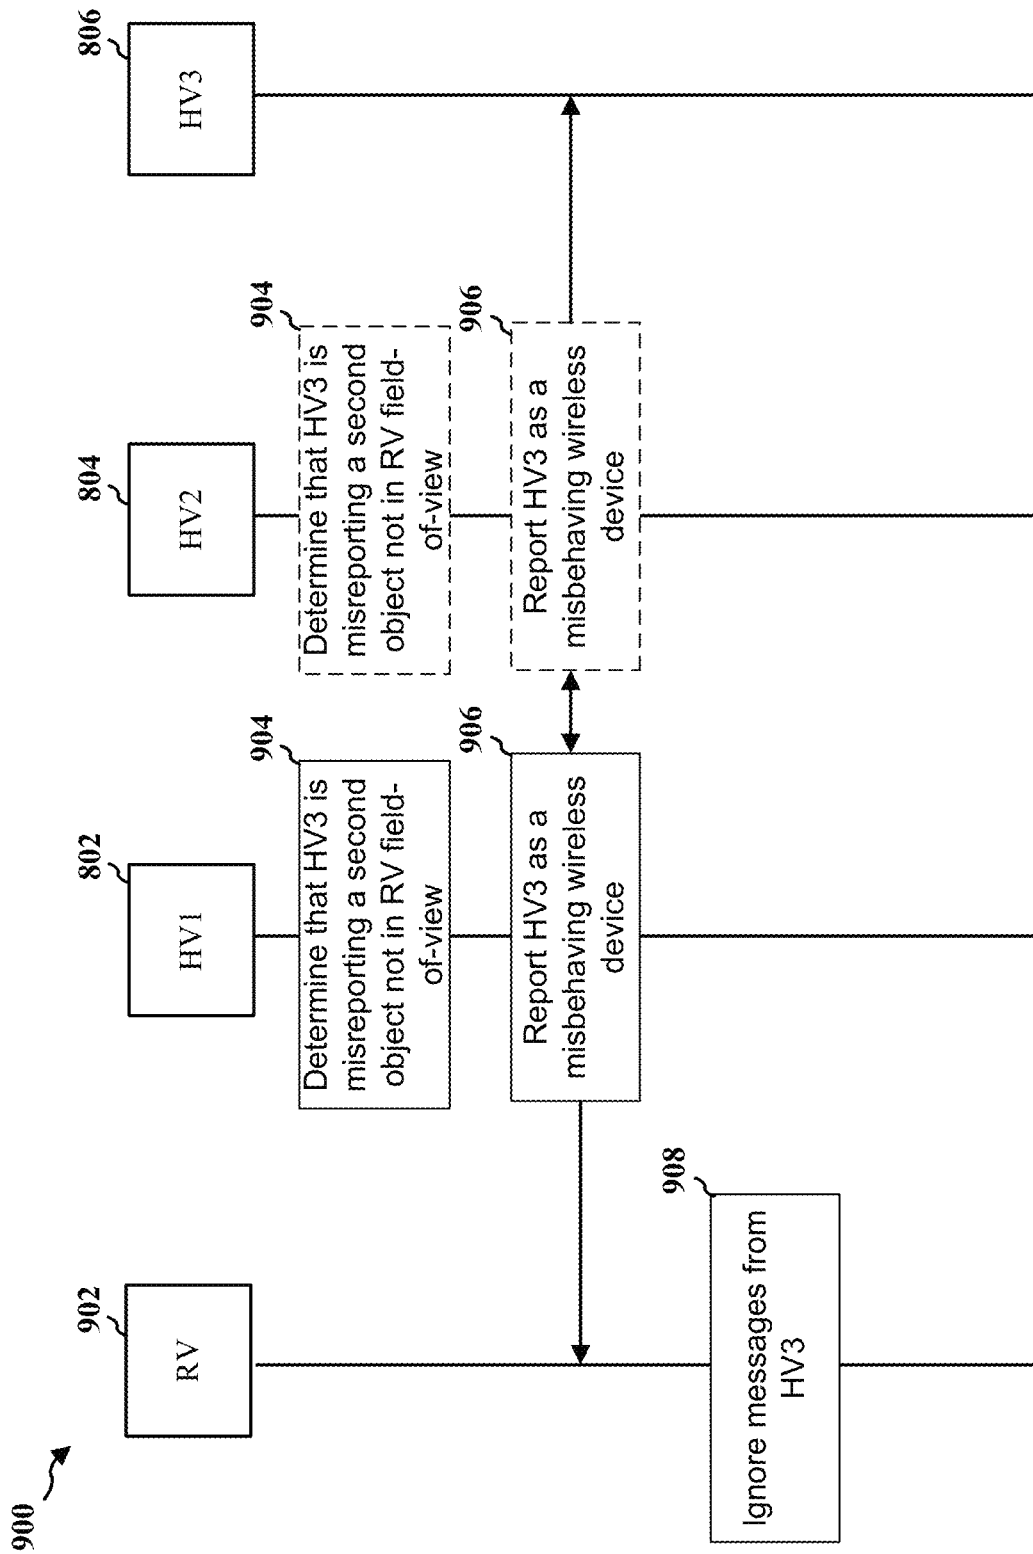 900
902
RV
802
HV1
804
HV2
806
HV3
904
Determine that HV3 is
misreporting a second
object not in RV field-
of-view
904
Determine that HV3 is
misreporting a second
object not in RV field-
of-view
906
Report HV3 as a
misbehaving wireless
device
906
Report HV3 as a
misbehaving wireless
device
908
Ignore messages from
HV3